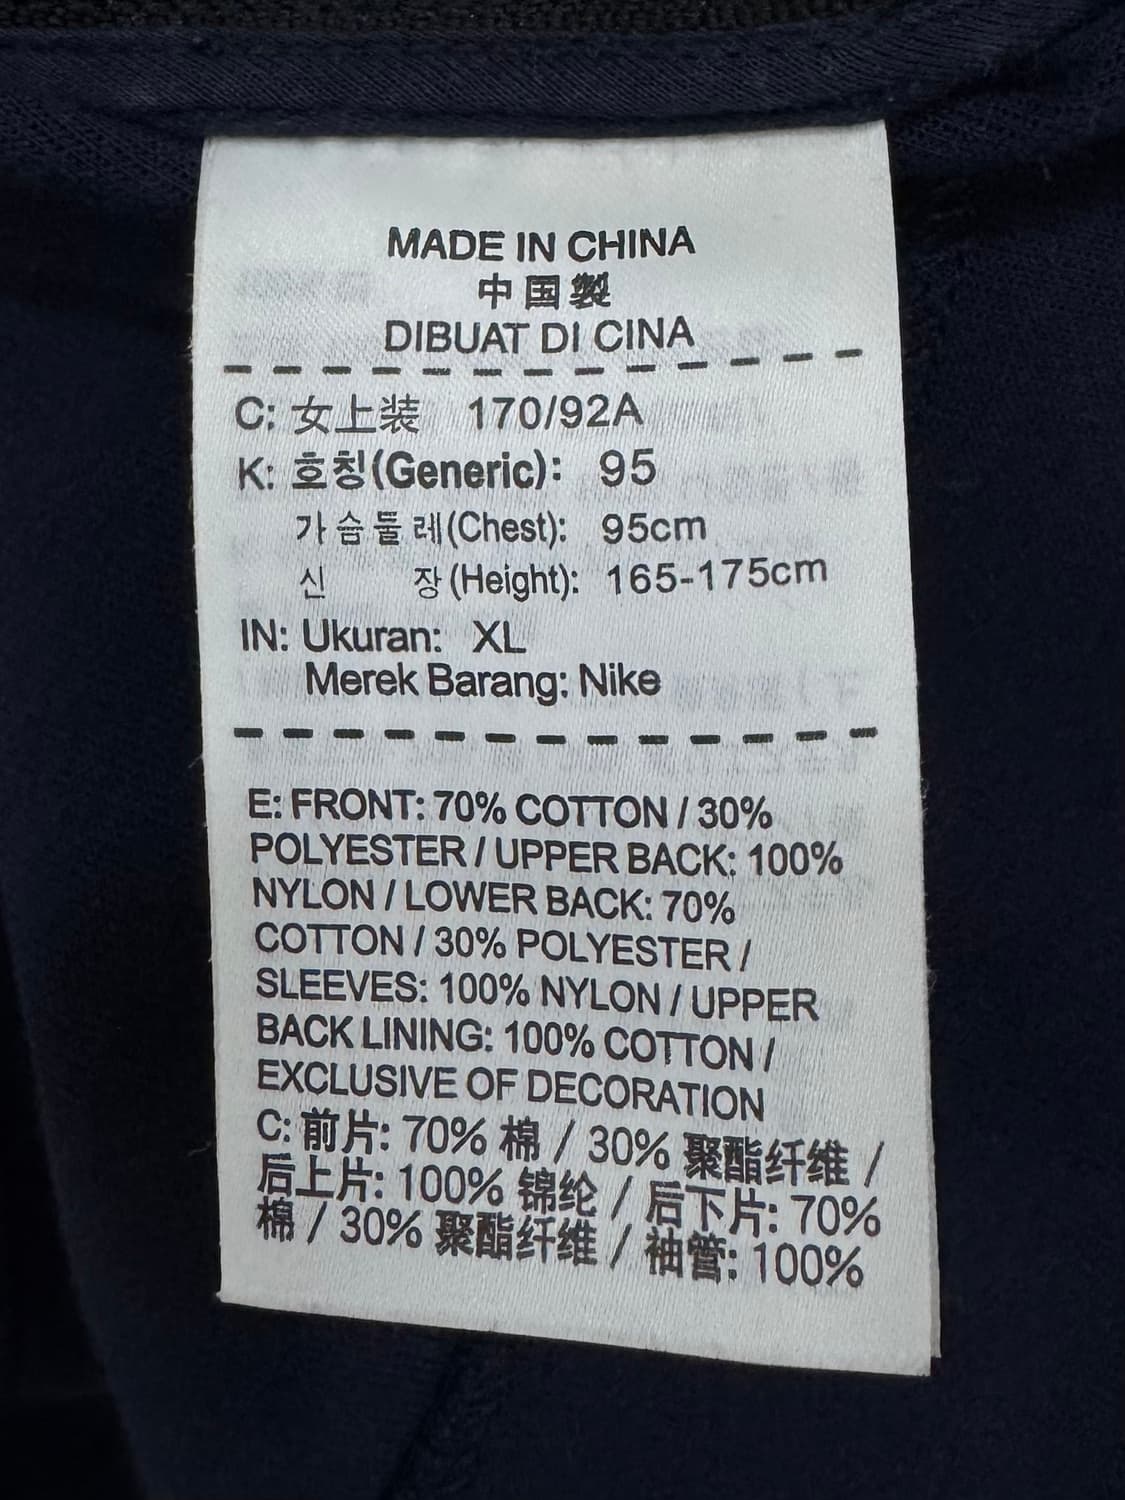 MADE IN CHINA
中国製
DIBUAT DI CINA
C: 女上装 170/92A
K: 호칭(Generic): 95
가슴둘레(Chest): 95cm
신 장(Height): 165-175cm
IN: Ukuran: XL
Merek Barang: Nike
E: FRONT: 70% COTTON / 30%
POLYESTER / UPPER BACK: 100%
NYLON / LOWER BACK: 70%
COTTON / 30% POLYESTER /
SLEEVES: 100% NYLON / UPPER
BACK LINING: 100% COTTON /
EXCLUSIVE OF DECORATION
C: 前片: 70% 棉 / 30% 聚酯纤维 /
后上片: 100% 锦纶 / 后下片: 70%
棉 / 30% 聚酯纤维 / 袖管: 100%